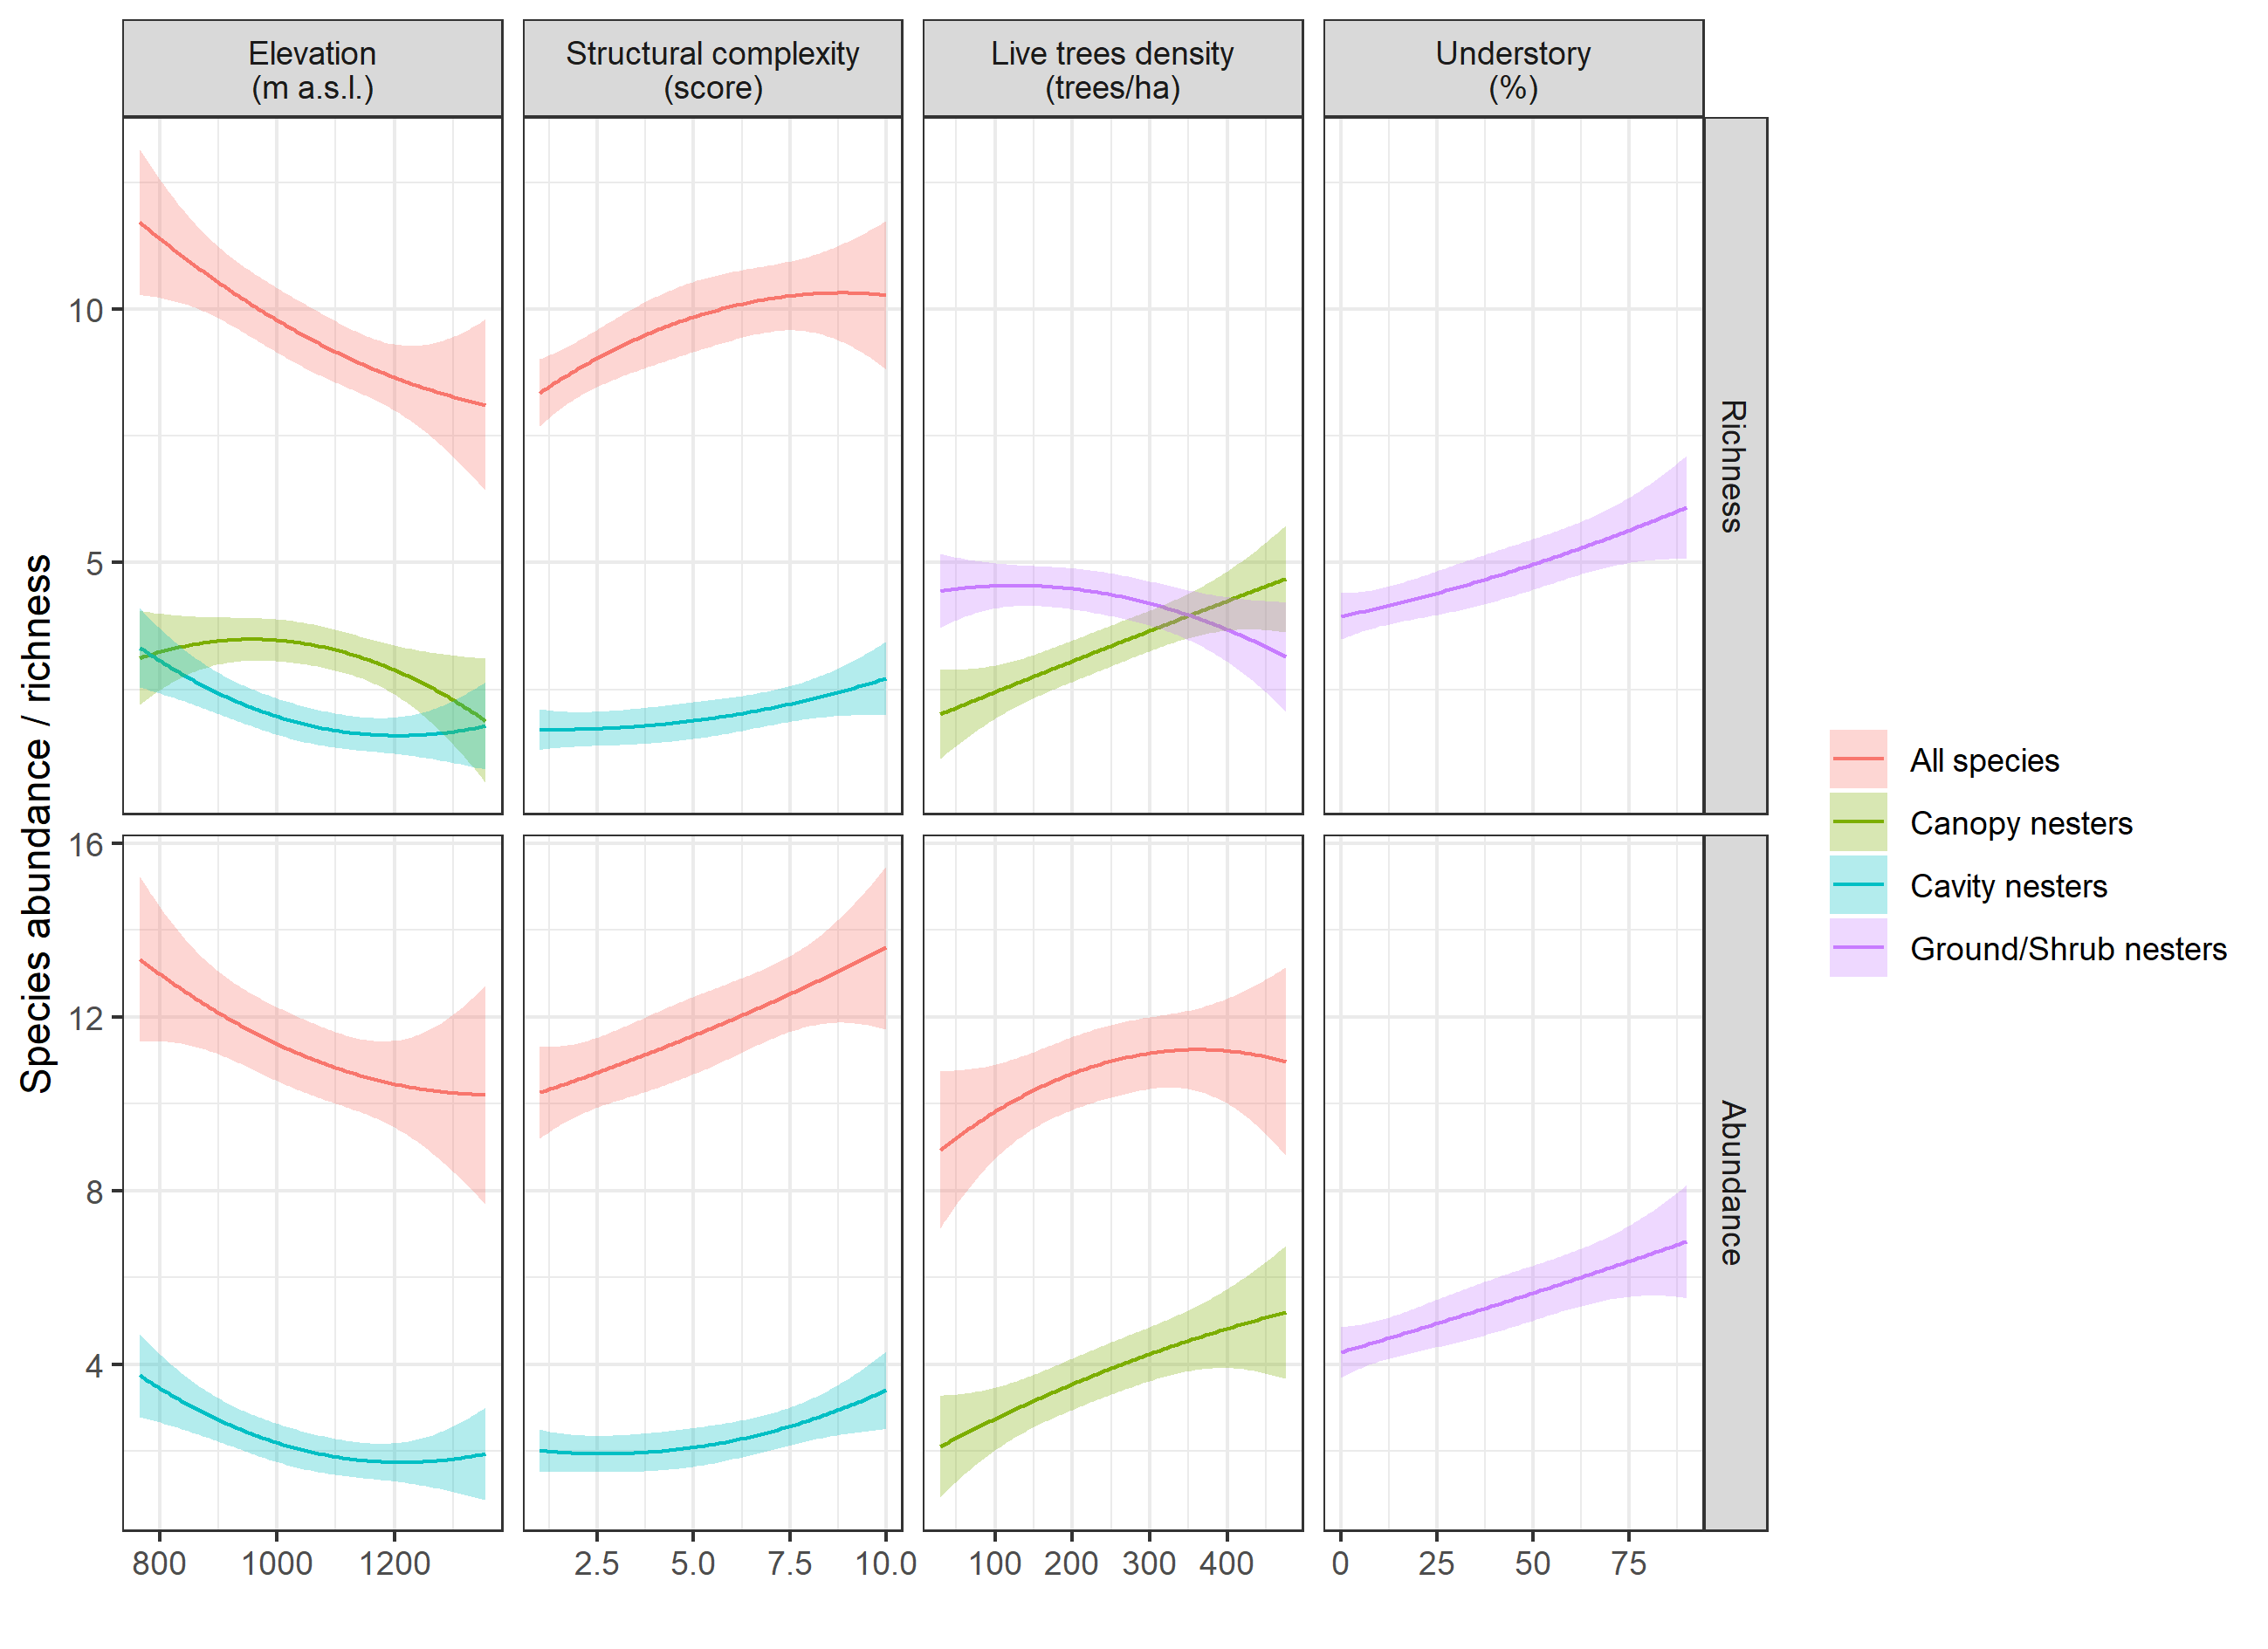 Elevation
(m a.s.l.)
Structural complexity
(score)
Live trees density
(trees/ha)
Understory
(%)
Species abundance / richness
10
5
Richness
16
12
8
4
Abundance
800 1000 1200
2.5 5.0 7.5 10.0
100 200 300 400
0 25 50 75
All species
Canopy nesters
Cavity nesters
Ground/Shrub nesters